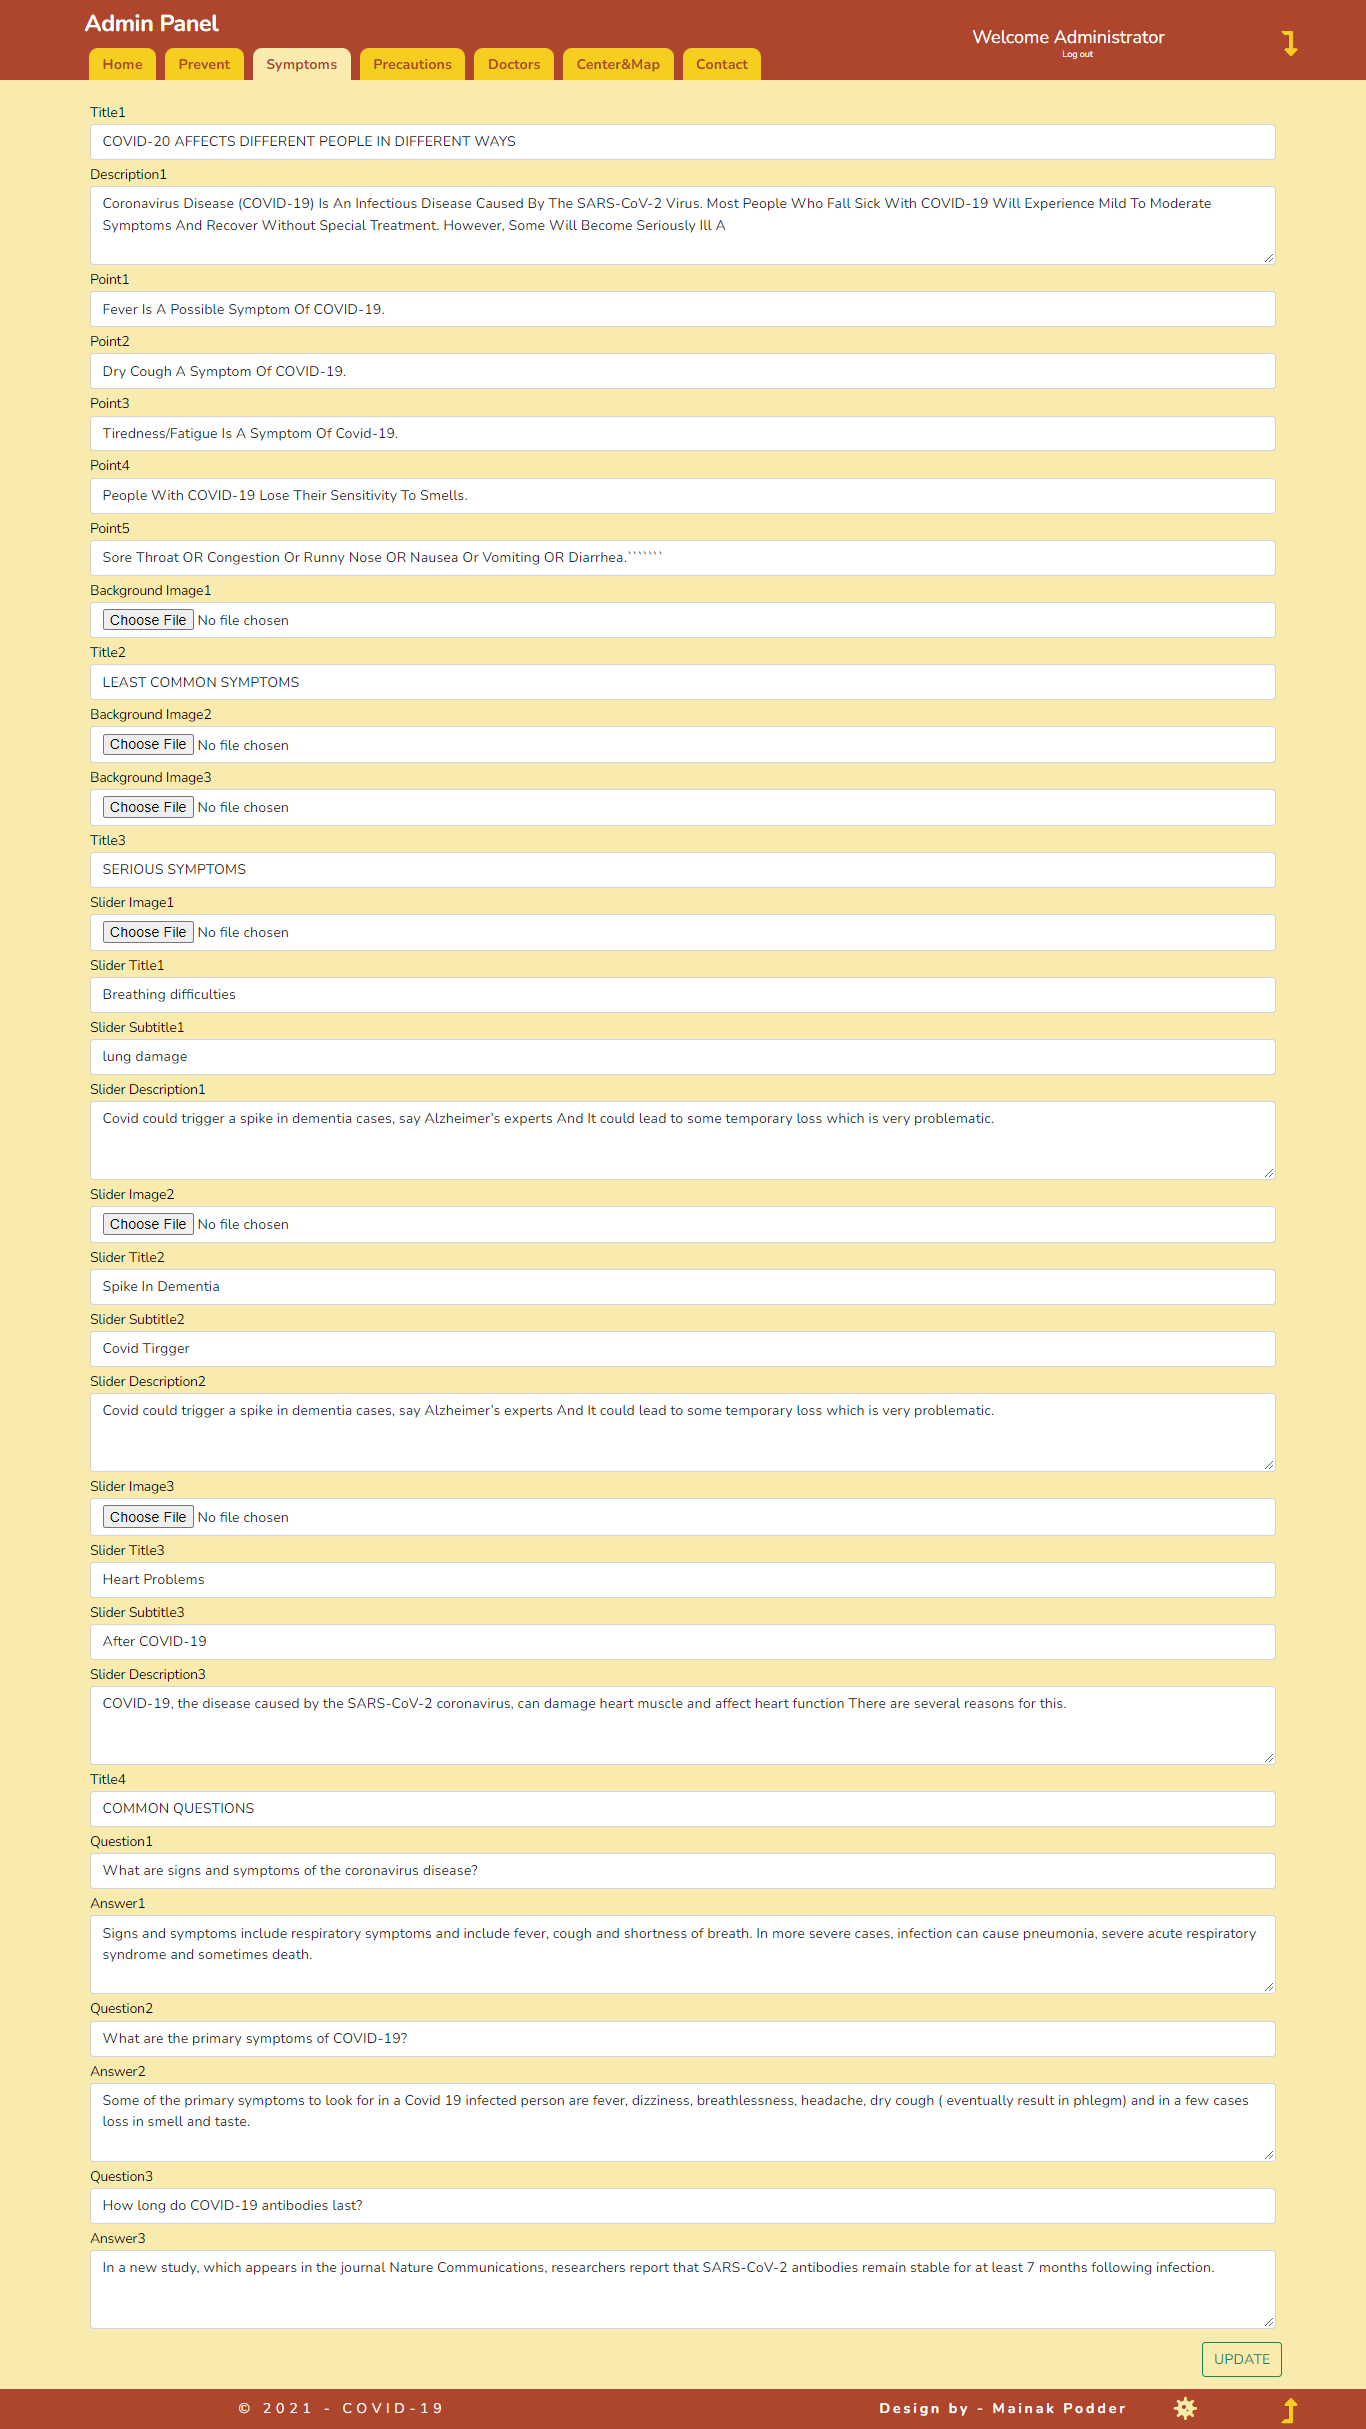 Admin Panel
Welcome Administrator
Log out
Home Prevent Symptoms Precautions Doctors Center&Map Contact
Title1
COVID-20 AFFECTS DIFFERENT PEOPLE IN DIFFERENT WAYS
Description1
Coronavirus Disease (COVID-19) Is An Infectious Disease Caused By The SARS-CoV-2 Virus. Most People Who Fall Sick With COVID-19 Will Experience Mild To Moderate
Symptoms And Recover Without Special Treatment. However, Some Will Become Seriously Ill A
Point1
Fever Is A Possible Symptom Of COVID-19.
Point2
Dry Cough A Symptom Of COVID-19.
Point3
Tiredness/Fatigue Is A Symptom Of Covid-19.
Point4
People With COVID-19 Lose Their Sensitivity To Smells.
Point5
Sore Throat OR Congestion Or Runny Nose OR Nausea Or Vomiting OR Diarrhea.```````
Background Image1
Choose File No file chosen
Title2
LEAST COMMON SYMPTOMS
Background Image2
Choose File No file chosen
Background Image3
Choose File No file chosen
Title3
SERIOUS SYMPTOMS
Slider Image1
Choose File No file chosen
Slider Title1
Breathing difficulties
Slider Subtitle1
lung damage
Slider Description1
Covid could trigger a spike in dementia cases, say Alzheimer's experts And It could lead to some temporary loss which is very problematic.
Slider Image2
Choose File No file chosen
Slider Title2
Spike In Dementia
Slider Subtitle2
Covid Tirgger
Slider Description2
Covid could trigger a spike in dementia cases, say Alzheimer's experts And It could lead to some temporary loss which is very problematic.
Slider Image3
Choose File No file chosen
Slider Title3
Heart Problems
Slider Subtitle3
After COVID-19
Slider Description3
COVID-19, the disease caused by the SARS-CoV-2 coronavirus, can damage heart muscle and affect heart function There are several reasons for this.
Title4
COMMON QUESTIONS
Question1
What are signs and symptoms of the coronavirus disease?
Answer1
Signs and symptoms include respiratory symptoms and include fever, cough and shortness of breath. In more severe cases, infection can cause pneumonia, severe acute respiratory
syndrome and sometimes death.
Question2
What are the primary symptoms of COVID-19?
Answer2
Some of the primary symptoms to look for in a Covid 19 infected person are fever, dizziness, breathlessness, headache, dry cough ( eventually result in phlegm) and in a few cases
loss in smell and taste.
Question3
How long do COVID-19 antibodies last?
Answer3
In a new study, which appears in the journal Nature Communications, researchers report that SARS-CoV-2 antibodies remain stable for at least 7 months following infection.
UPDATE
© 2021 - COVID-19
Design by - Mainak Podder